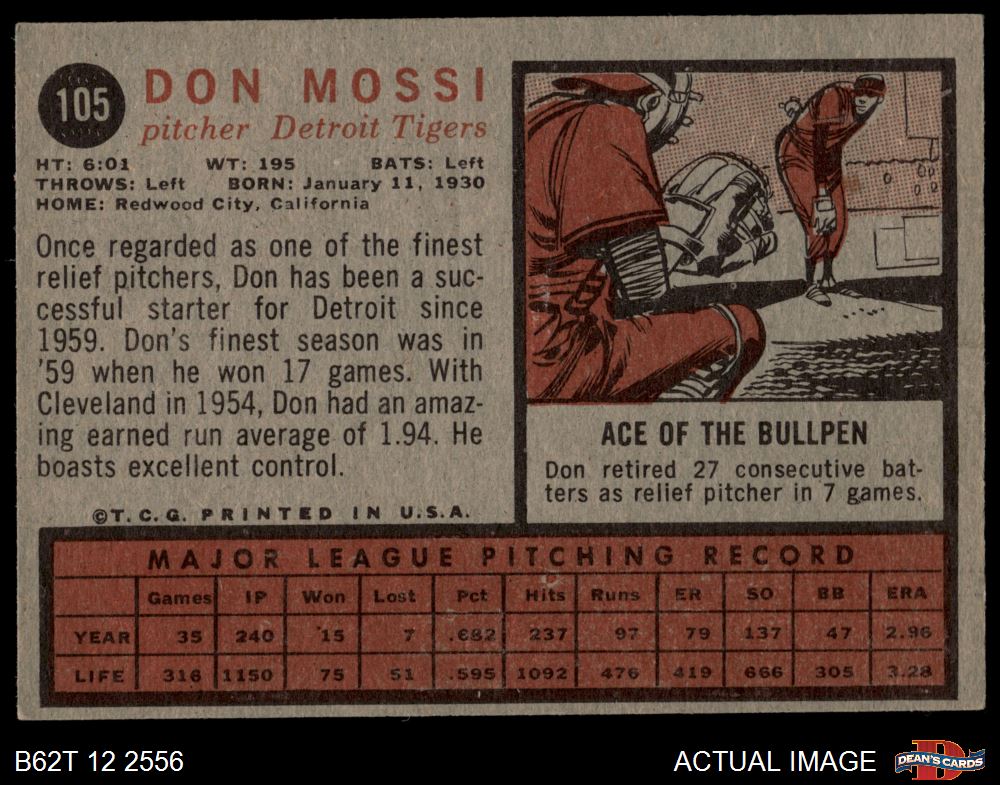 105
DON MOSSI
pitcher Detroit Tigers
HT: 6:01 WT: 195 BATS: Left
THROWS: Left BORN: January 11, 1930
HOME: Redwood City, California
Once regarded as one of the finest
relief pitchers, Don has been a suc-
cessful starter for Detroit since
1959. Don's finest season was in
'59 when he won 17 games. With
Cleveland in 1954, Don had an amaz-
ing earned run average of 1.94. He
boasts excellent control.
©T.C.G. PRINTED IN U.S.A.
ACE OF THE BULLPEN
Don retired 27 consecutive bat-
ters as relief pitcher in 7 games.
MAJOR LEAGUE PITCHING RECORD
Games IP Won Lost Pct Hits Runs ER SO BB ERA
YEAR 35 240 15 7 .682 237 97 79 137 47 2.96
LIFE 316 1150 75 51 .595 1092 476 419 666 305 3.28
B62T 12 2556
ACTUAL IMAGE
DEAN'S CARDS